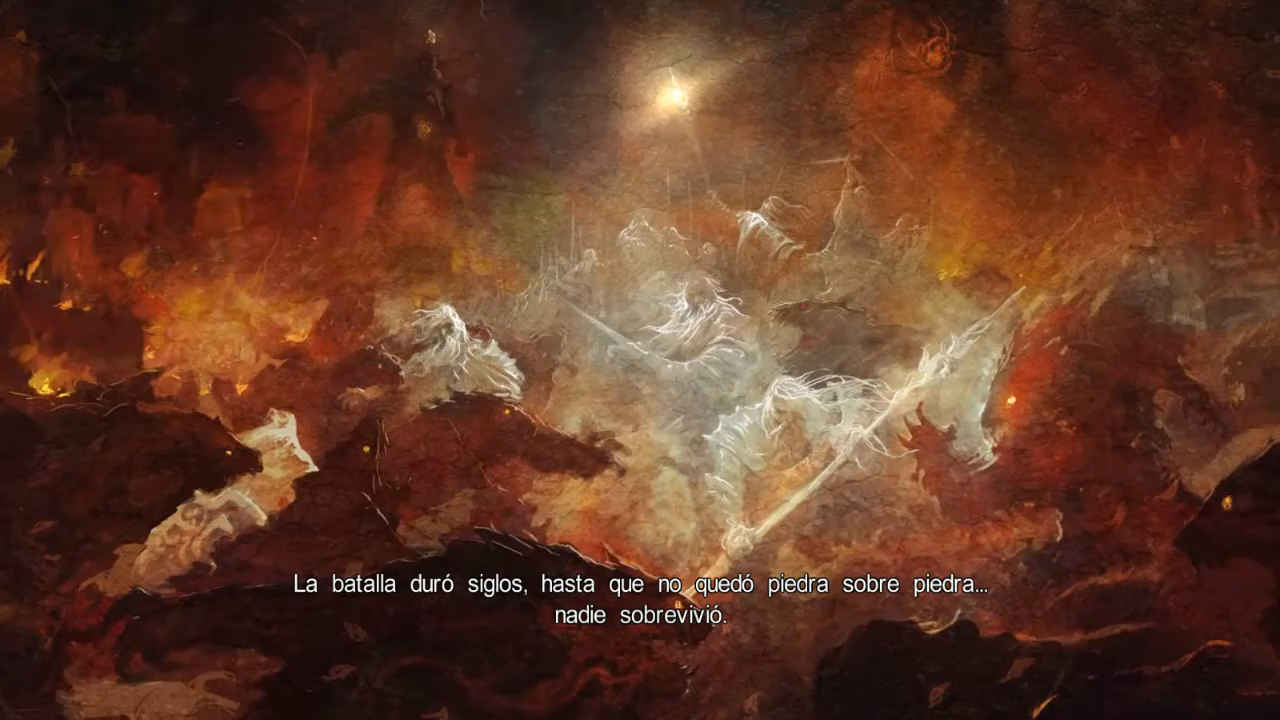 La batalla duró siglos, hasta que no quedó piedra sobre piedra...
nadie sobrevivió.